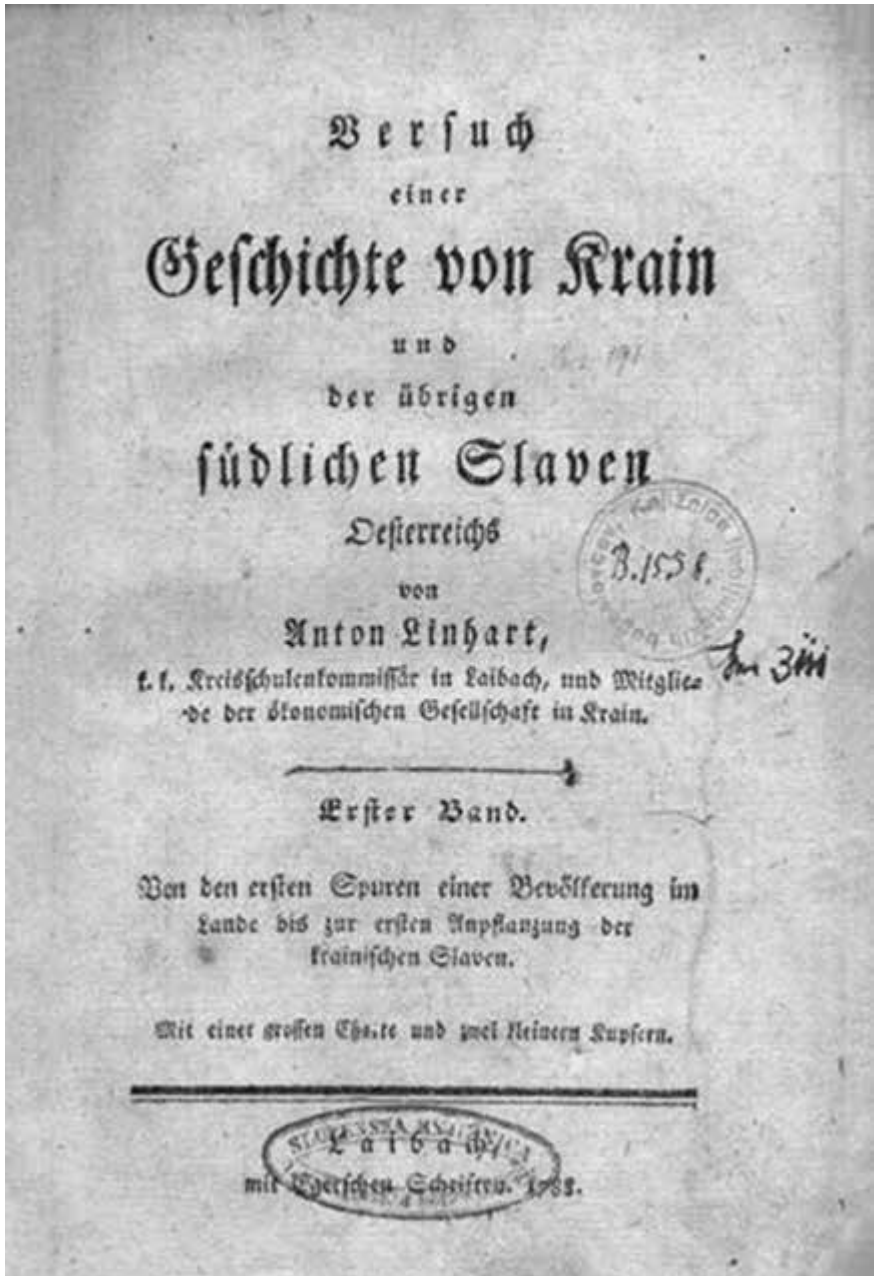 Versuch
einer
Geschichte von Krain
und
der übrigen
südlichen Slaven
Oesterreichs
von
Anton Linhart,
k. k. Kreisschulenkommissär in Laibach, und Mitglie-
de der ökonomischen Gesellschaft in Krain.
Erster Band.
Von den ersten Spuren einer Bevölkerung im
Lande bis zur ersten Anpflanzung der
krainischen Slaven.
Mit einer grossen Charte und zwei kleinern Kupfern.
Laibach,
mit Egerschen Schriften. 1788.